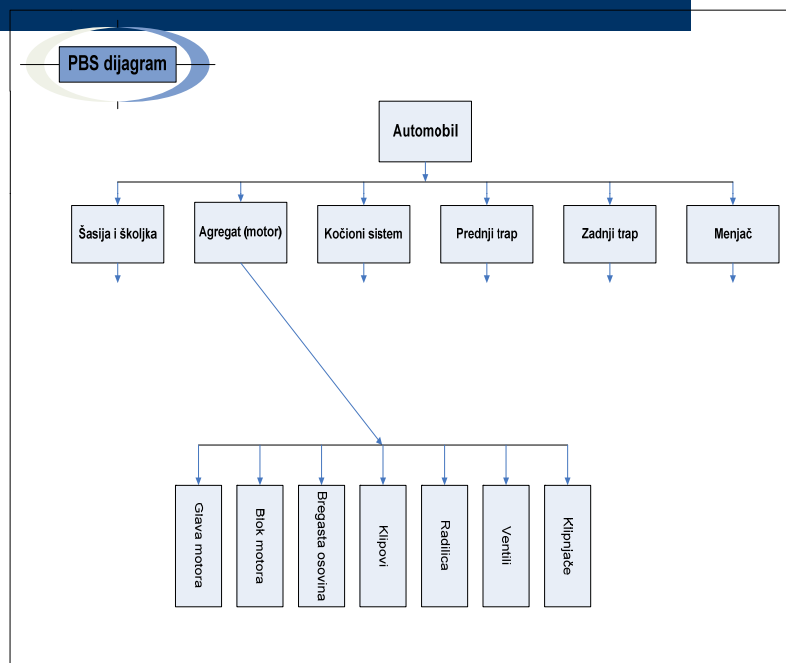 PBS dijagram
Automobil
Šasija i školjka
Agregat (motor)
Kočioni sistem
Prednji trap
Zadnji trap
Menjač
Glava motora
Blok motora
Bregasta osovina
Klipovi
Radilica
Ventili
Klipnjače